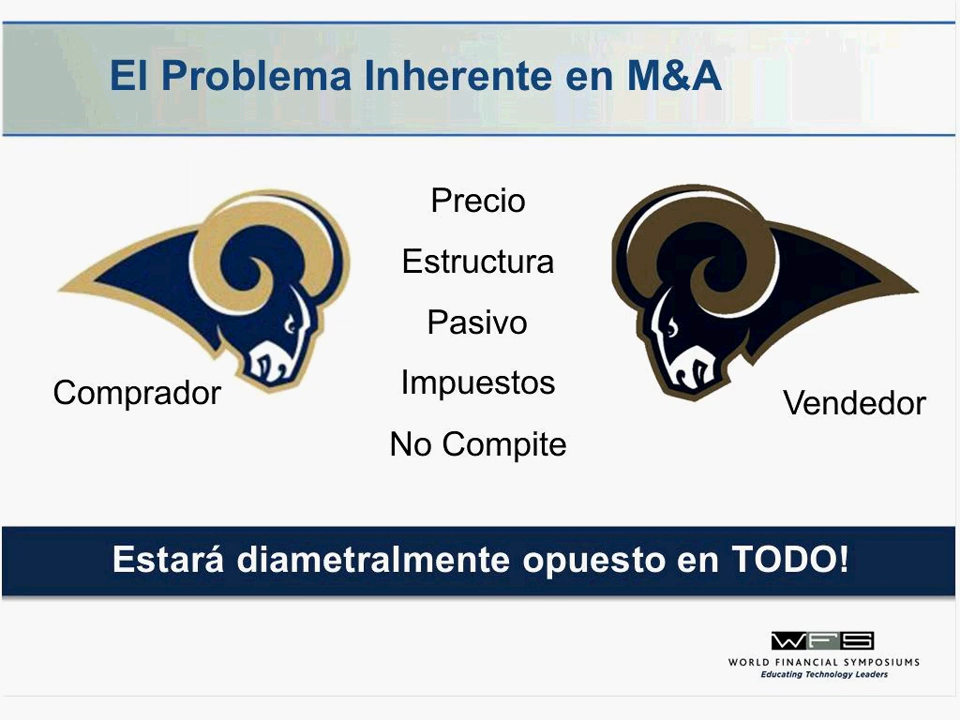 El Problema Inherente en M&A
Precio
Estructura
Pasivo
Impuestos
No Compite
Comprador
Vendedor
Estará diametralmente opuesto en TODO!
WFS
WORLD FINANCIAL SYMPOSIUMS
Educating Technology Leaders